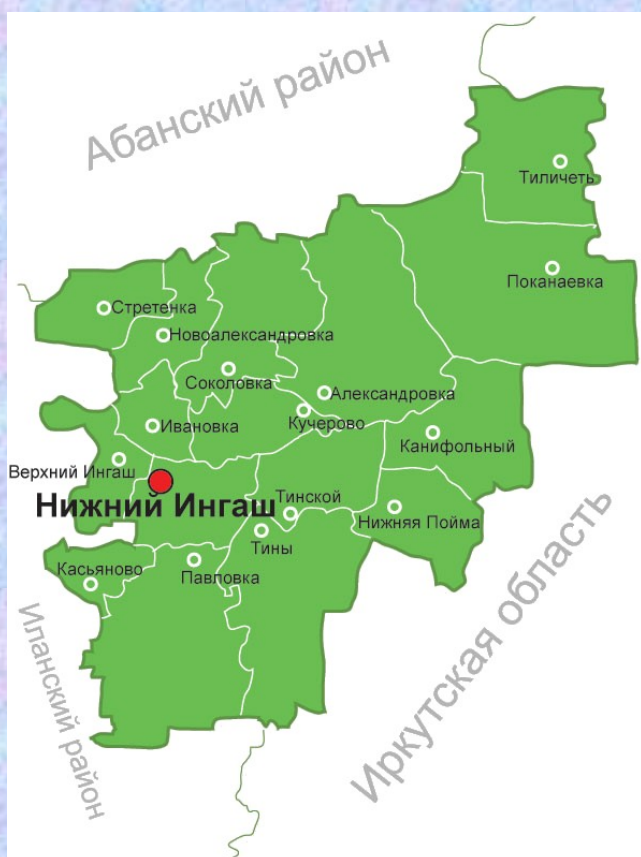 Абанский район
Тиличеть
Поканаевка
Стретенка
Новоалександровка
Соколовка
Александровка
Кучерово
Ивановка
Канифольный
Верхний Ингаш
Нижний Ингаш
Тинской
Нижняя Пойма
Тины
Касьяново
Павловка
Иланский район
Иркутская область